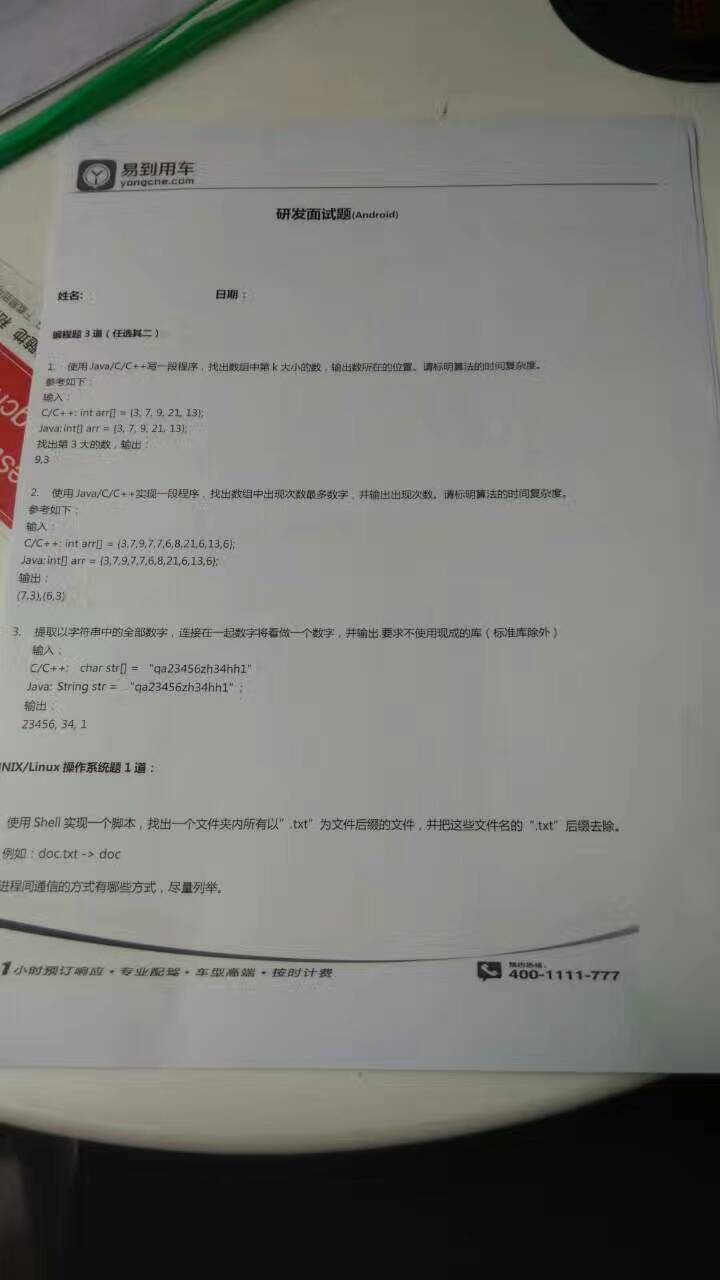 易到用车
yongche.com
研发面试题(Android)
姓名: 日期:
编程题 3 道(任选其二)
1. 使用 Java/C/C++写一段程序,找出数组中第 k 大小的数,输出数所在的位置。请标明算法的时间复杂度。
参考如下:
输入:
C/C++: int arr[] = {3, 7, 9, 21, 13};
Java: int[] arr = {3, 7, 9, 21, 13};
找出第 3 大的数,输出:
9,3
2. 使用 Java/C/C++实现一段程序,找出数组中出现次数最多数字,并输出出现次数。请标明算法的时间复杂度。
参考如下:
输入:
C/C++: int arr[] = {3,7,9,7,7,6,8,21,6,13,6};
Java: int[] arr = {3,7,9,7,7,6,8,21,6,13,6};
输出:
(7,3),(6,3)
3. 提取以字符串中的全部数字,连接在一起数字将看做一个数字,并输出.要求不使用现成的库(标准库除外)
输入:
C/C++: char str[] = "qa23456zh34hh1"
Java: String str = "qa23456zh34hh1";
输出:
23456, 34, 1
NIX/Linux 操作系统题 1 道:
使用 Shell 实现一个脚本,找出一个文件夹内所有以".txt"为文件后缀的文件,并把这些文件名的".txt"后缀去除。
例如:doc.txt -> doc
进程间通信的方式有哪些方式,尽量列举。
1小时预订响应・专业配驾・车型高端・按时计费
400-1111-777